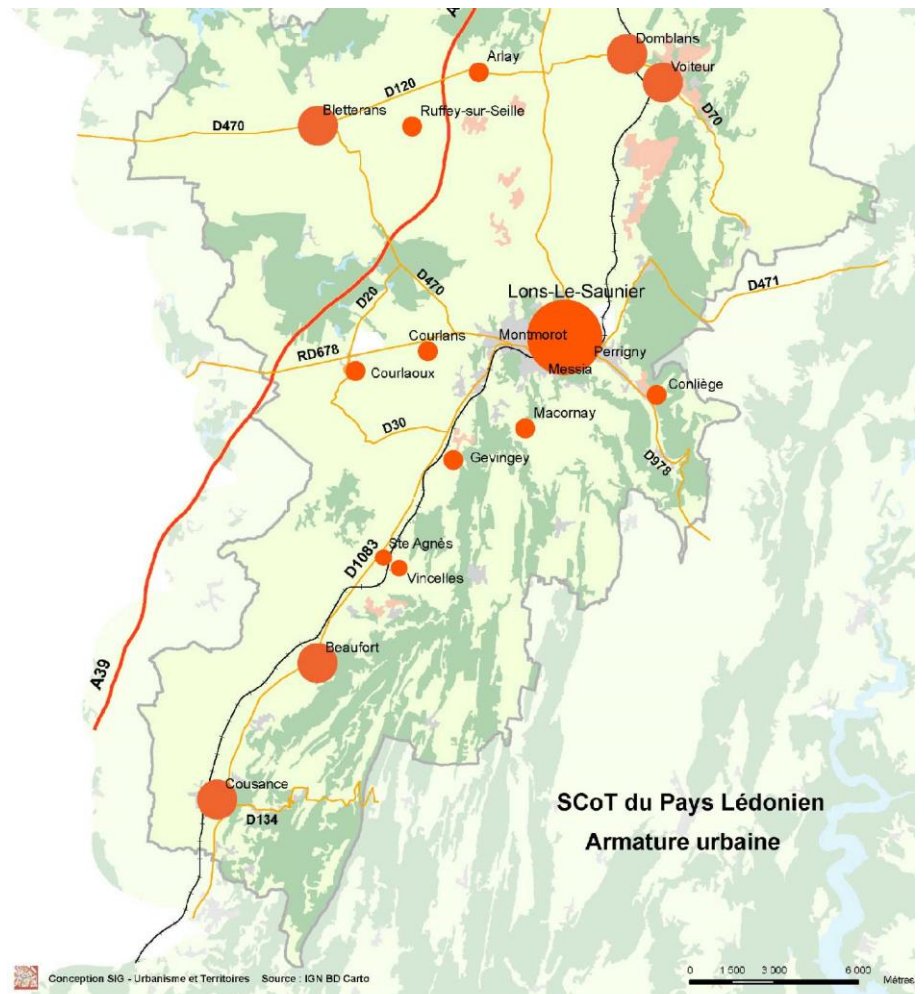 A
Domblans
Arlay
Voiteur
D120
Bletterans
Ruffey-sur-Seille
D470
D70
D471
D20
D470
Lons-Le-Saunier
Montmorot
Courlans
RD678
Perrigny
Messia
Courlaoux
Conliège
Macornay
D30
Gevingey
D978
Ste Agnès
D1083
Vincelles
Beaufort
A39
Cousance
D134
SCoT du Pays Lédonien
Armature urbaine
Conception SIG - Urbanisme et Territoires Source : IGN BD Carto
0 1 500 3 000 6 000
Mètres